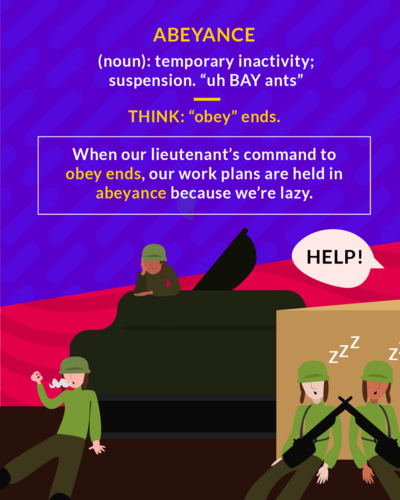 ABEYANCE
(noun): temporary inactivity;
suspension. “uh BAY ants”
THINK: “obey” ends.
When our lieutenant’s command to
obey ends, our work plans are held in
abeyance because we’re lazy.
HELP!
zzz
z